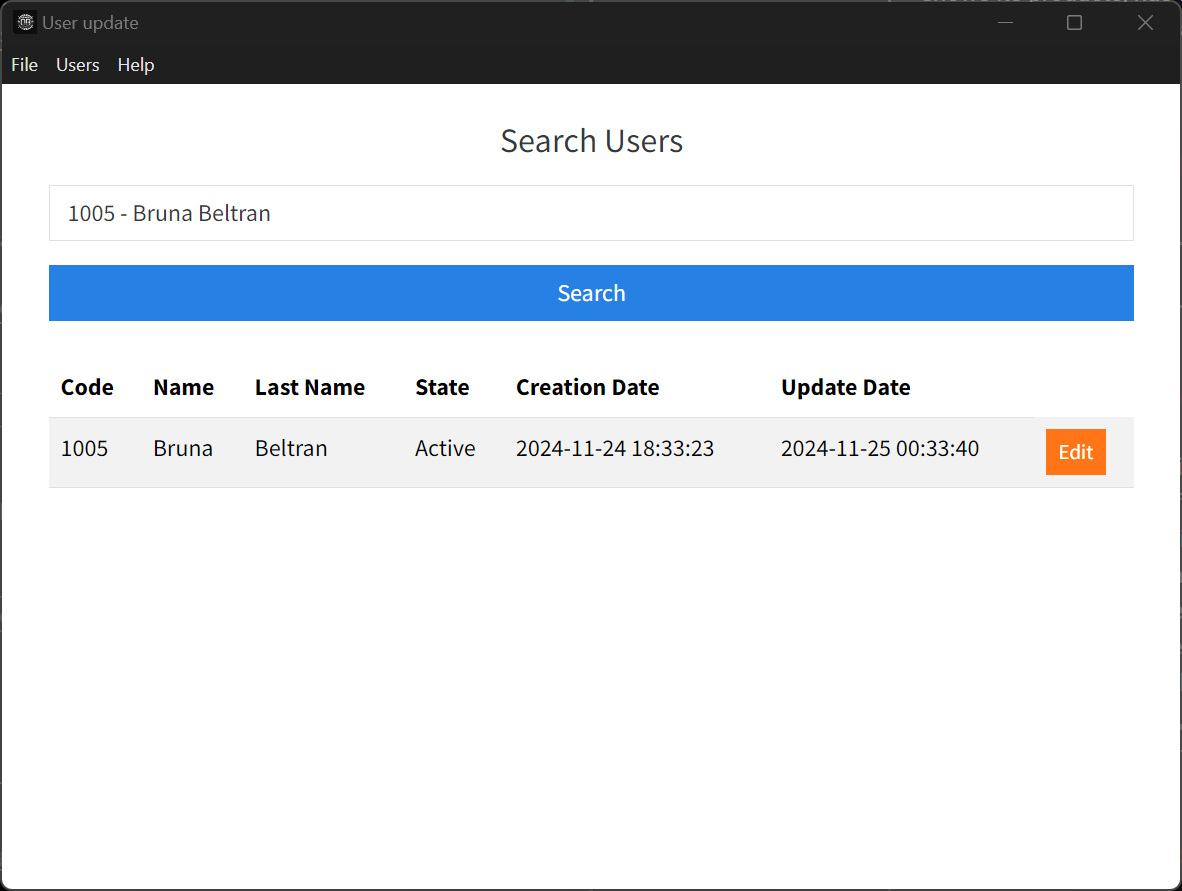 User update
File Users Help
Search Users
1005 - Bruna Beltran
Search
Code Name Last Name State Creation Date Update Date
1005 Bruna Beltran Active 2024-11-24 18:33:23 2024-11-25 00:33:40 Edit